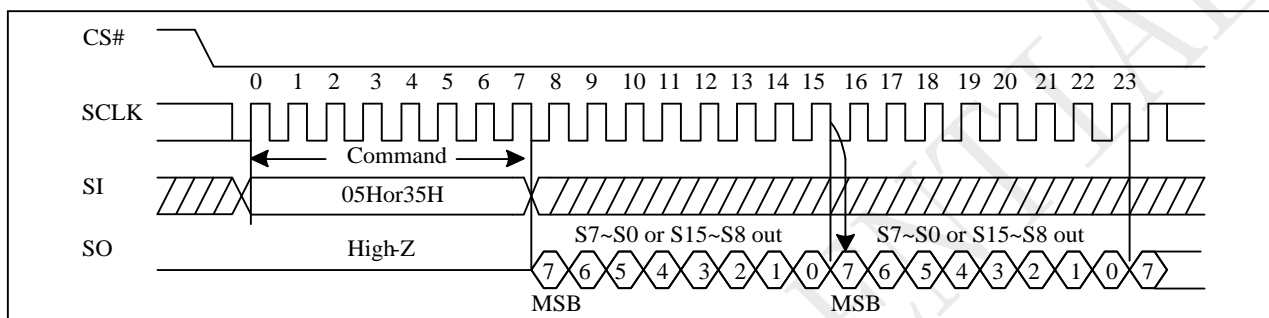 CS#
0 1 2 3 4 5 6 7 8 9 10 11 12 13 14 15 16 17 18 19 20 21 22 23
SCLK
Command
SI
05Hor35H
S7~S0 or S15~S8 out S7~S0 or S15~S8 out
SO
High-Z
7 6 5 4 3 2 1 0 7 6 5 4 3 2 1 0 7
MSB MSB